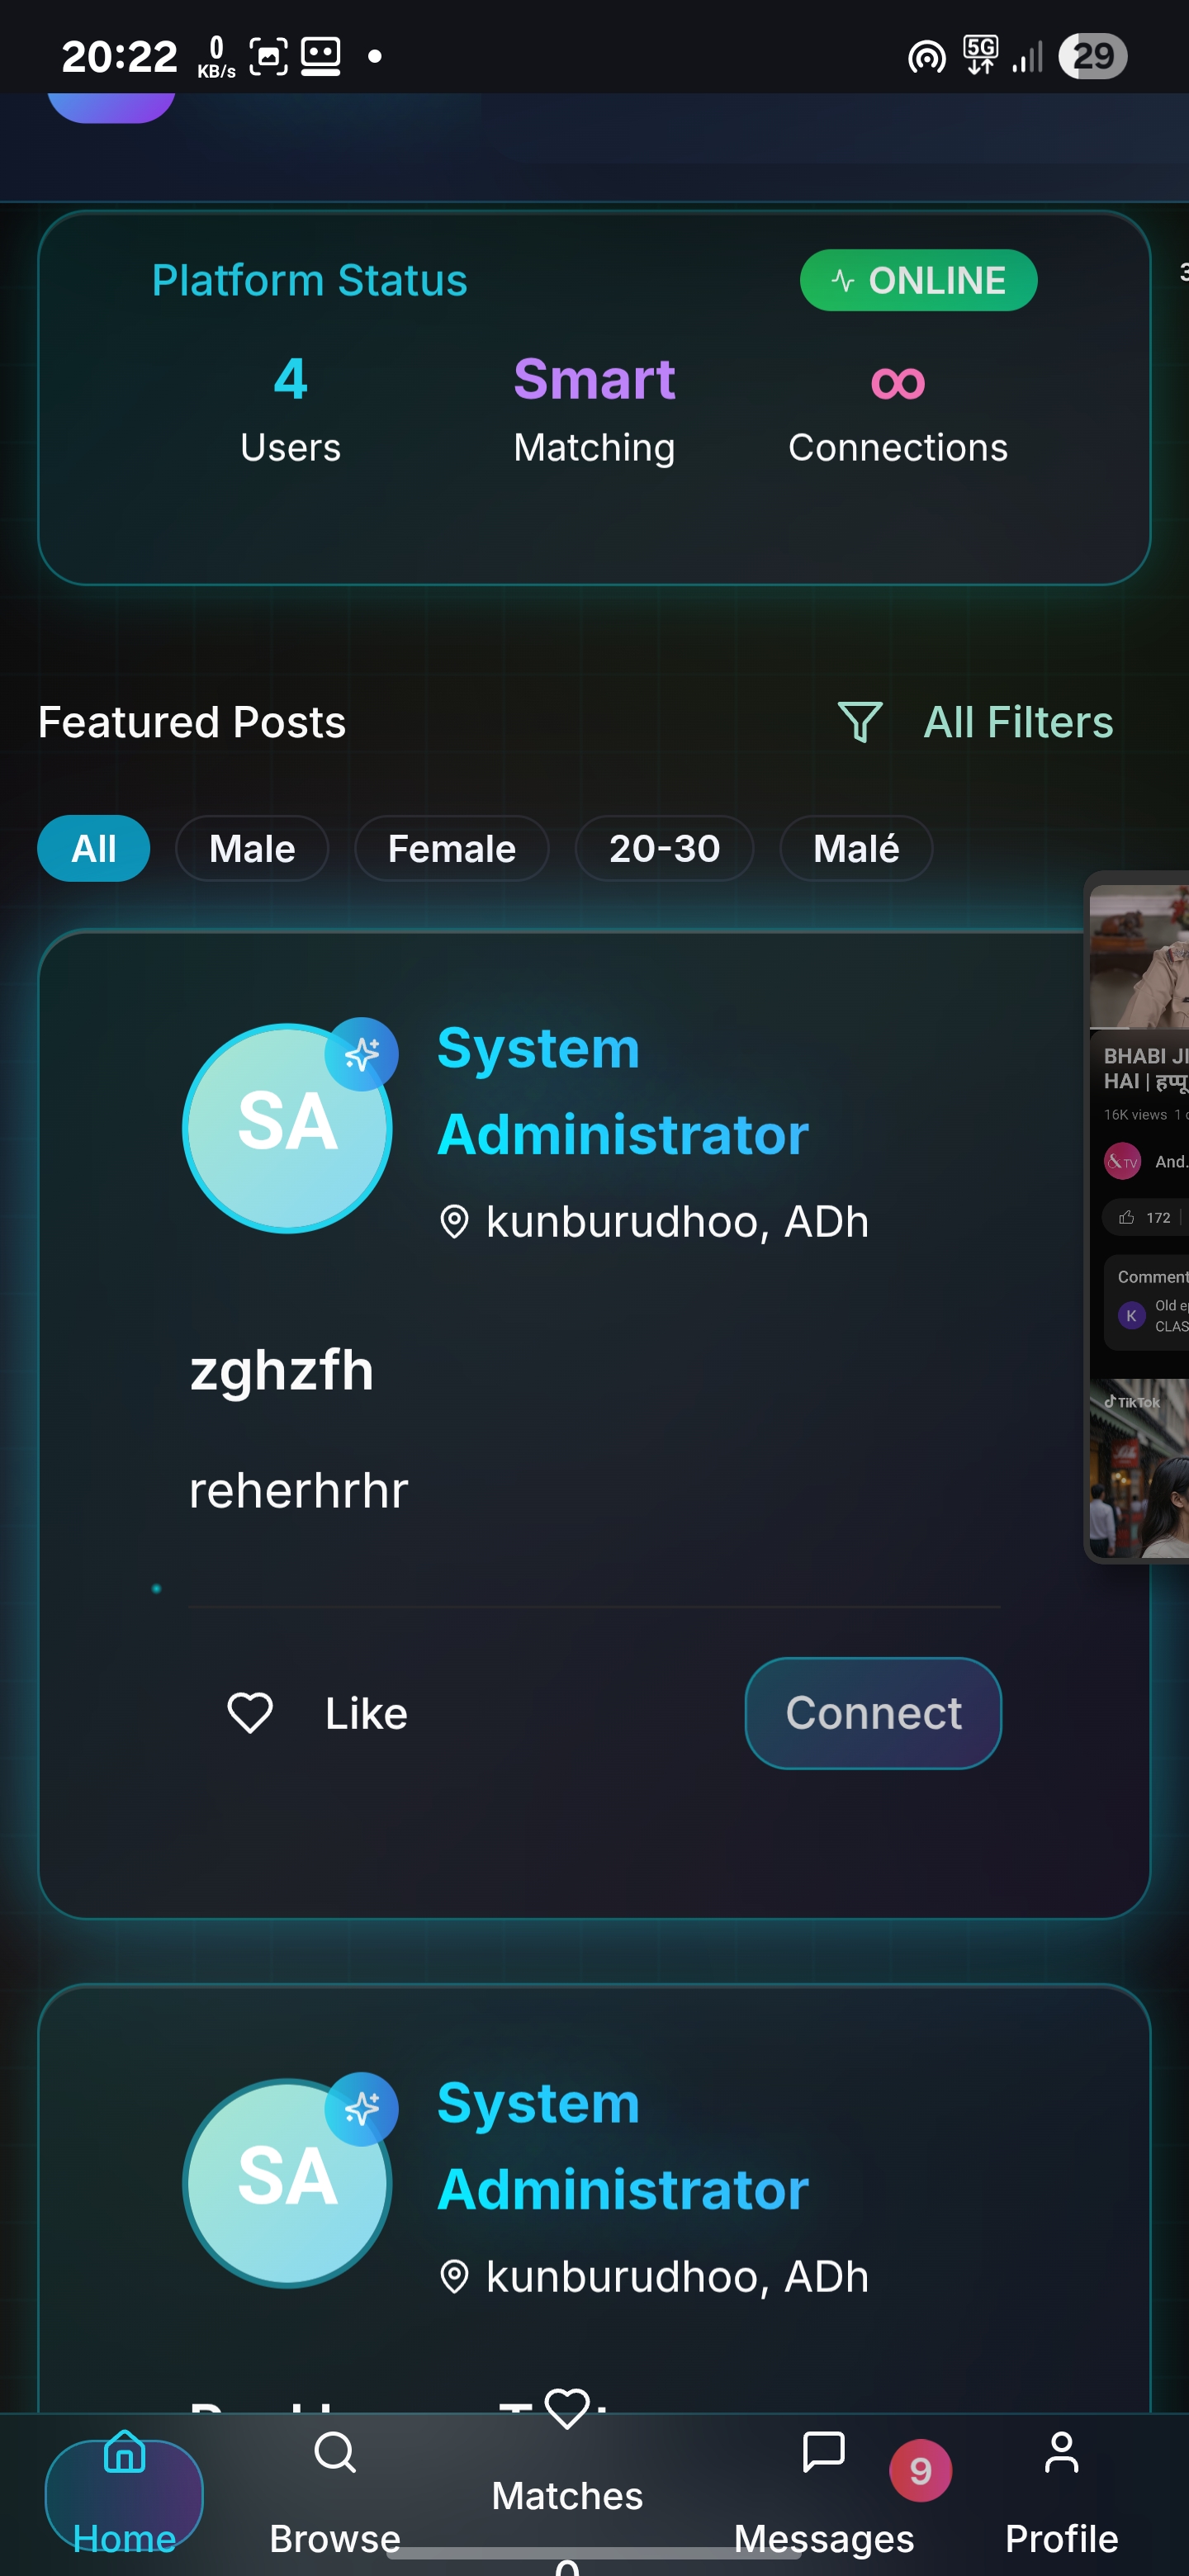 20:22
0
KB/s
5G
29
Platform Status
ONLINE
4
Smart
∞
Users
Matching
Connections
Featured Posts
All Filters
All
Male
Female
20-30
Malé
SA
System
Administrator
kunburudhoo, ADh
zghzfh
reherhrhr
Like
Connect
BHABI
HAI | हप्पू
16K views 1
&TV
And.
172
Comment
K
Old
CLAS
TikTok
SA
System
Administrator
kunburudhoo, ADh
Home
Browse
Matches
0
Messages
9
Profile